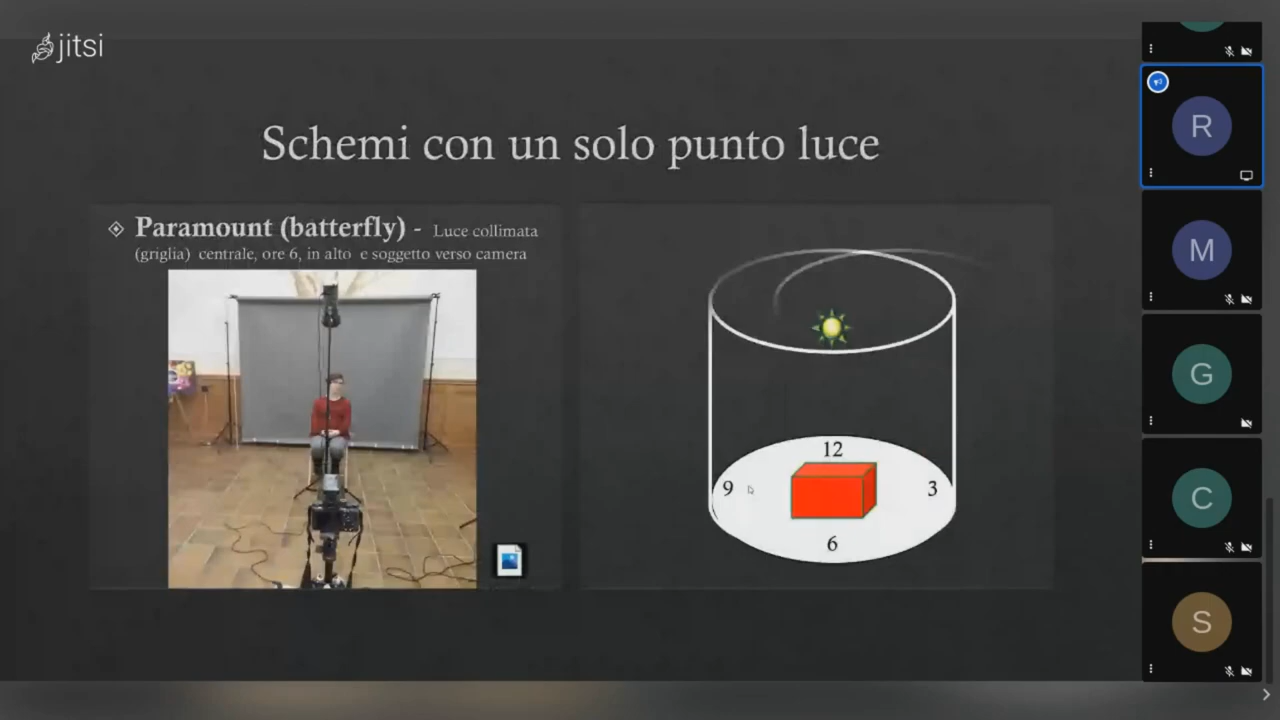 jitsi
Schemi con un solo punto luce
Paramount (batterfly) - Luce collimata
(griglia) centrale, ore 6, in alto e soggetto verso camera
12
9
3
6
R
M
G
C
S